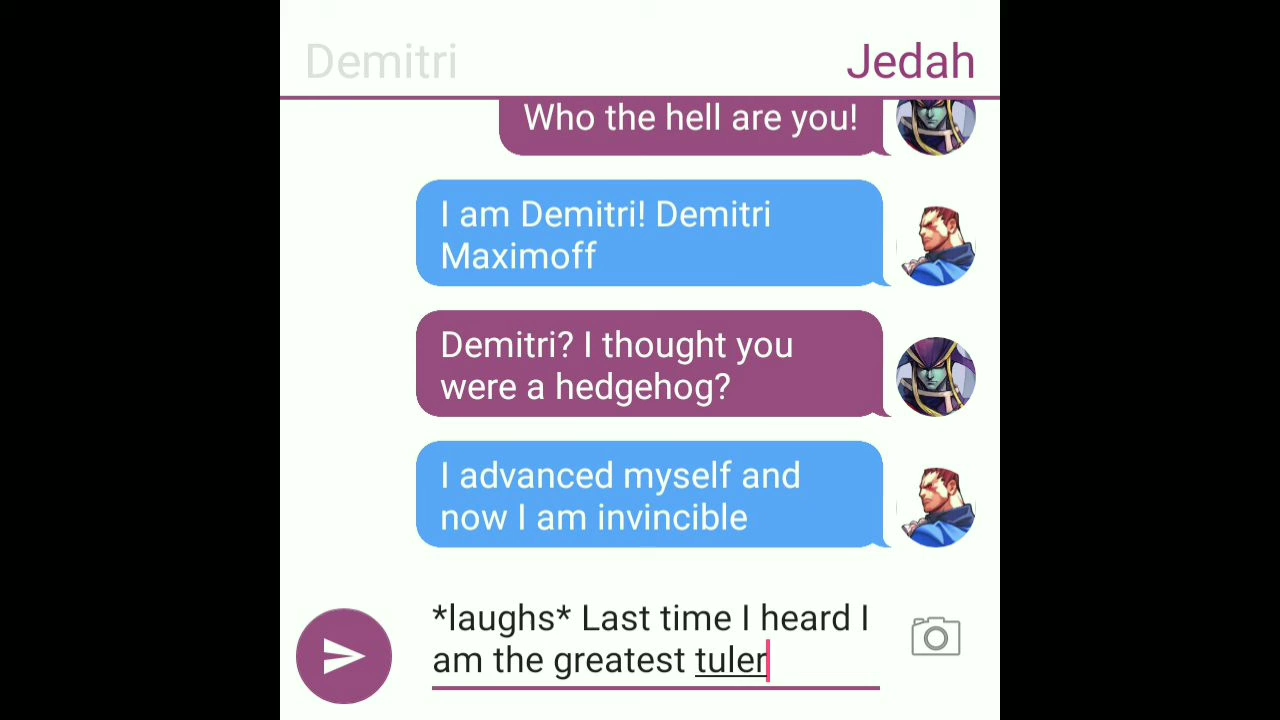 Demitri
Jedah
Who the hell are you!
I am Demitri! Demitri
Maximoff
Demitri? I thought you
were a hedgehog?
I advanced myself and
now I am invincible
*laughs* Last time I heard I
am the greatest tuler